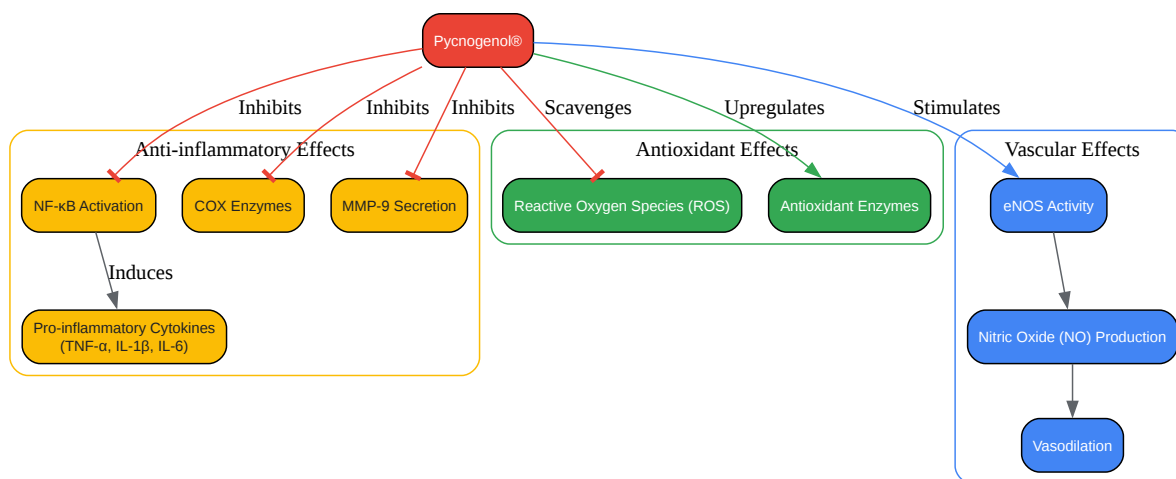 Pycnogenol®
Inhibits
Inhibits
Inhibits
Scavenges
Upregulates
Stimulates
Anti-inflammatory Effects
Antioxidant Effects
Vascular Effects
NF-κB Activation
COX Enzymes
MMP-9 Secretion
Reactive Oxygen Species (ROS)
Antioxidant Enzymes
eNOS Activity
Induces
Pro-inflammatory Cytokines
(TNF-α, IL-1β, IL-6)
Nitric Oxide (NO) Production
Vasodilation